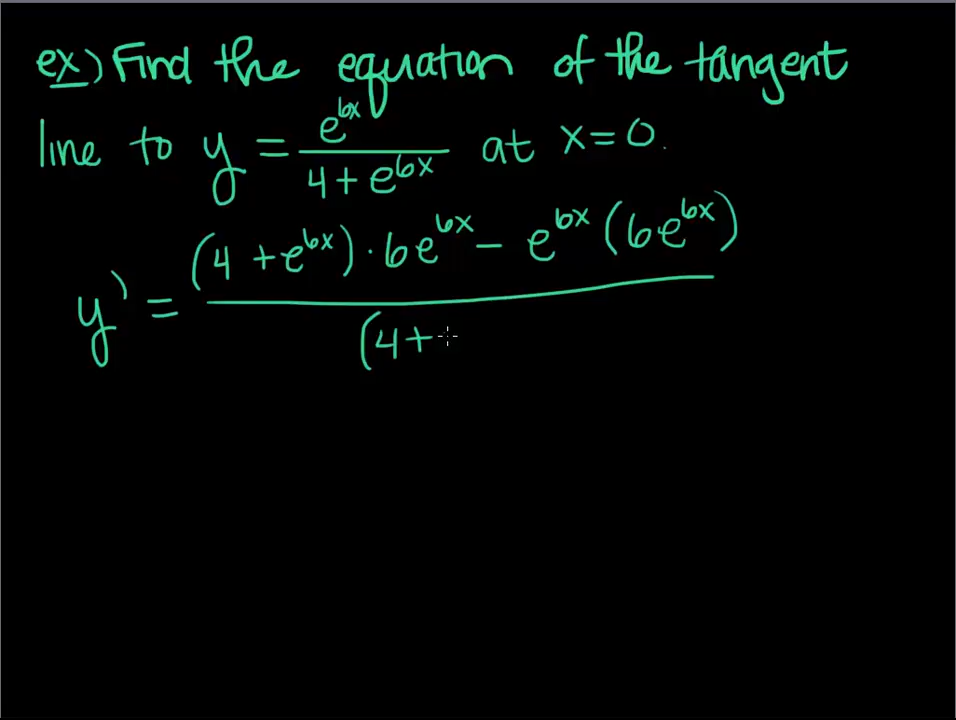 ex) Find the equation of the tangent
line to y = e^{6x} / (4 + e^{6x}) at x = 0.
y' = (4 + e^{6x}) · 6e^{6x} − e^{6x} (6e^{6x})
(4 +